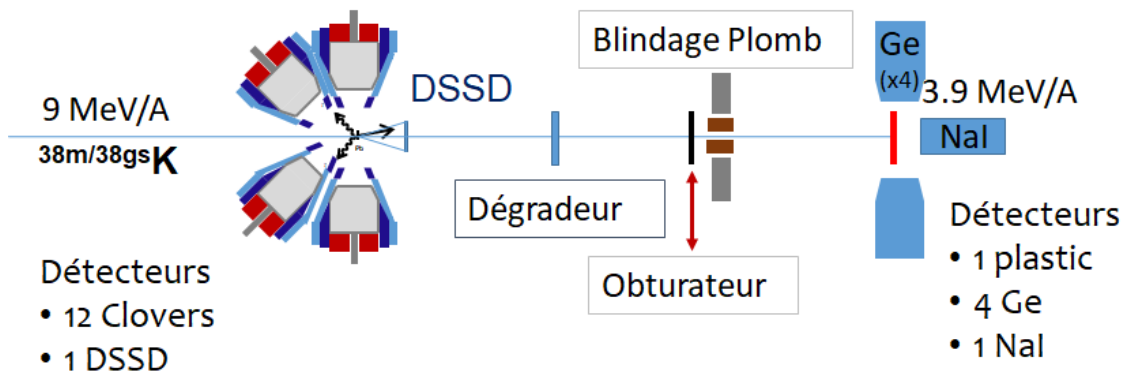 Blindage Plomb
Ge
(x4)
DSSD
9 MeV/A
3.9 MeV/A
38m/38gsK
NaI
Pb
Dégradeur
Obturateur
Détecteurs
• 12 Clovers
• 1 DSSD
Détecteurs
• 1 plastic
• 4 Ge
• 1 NaI